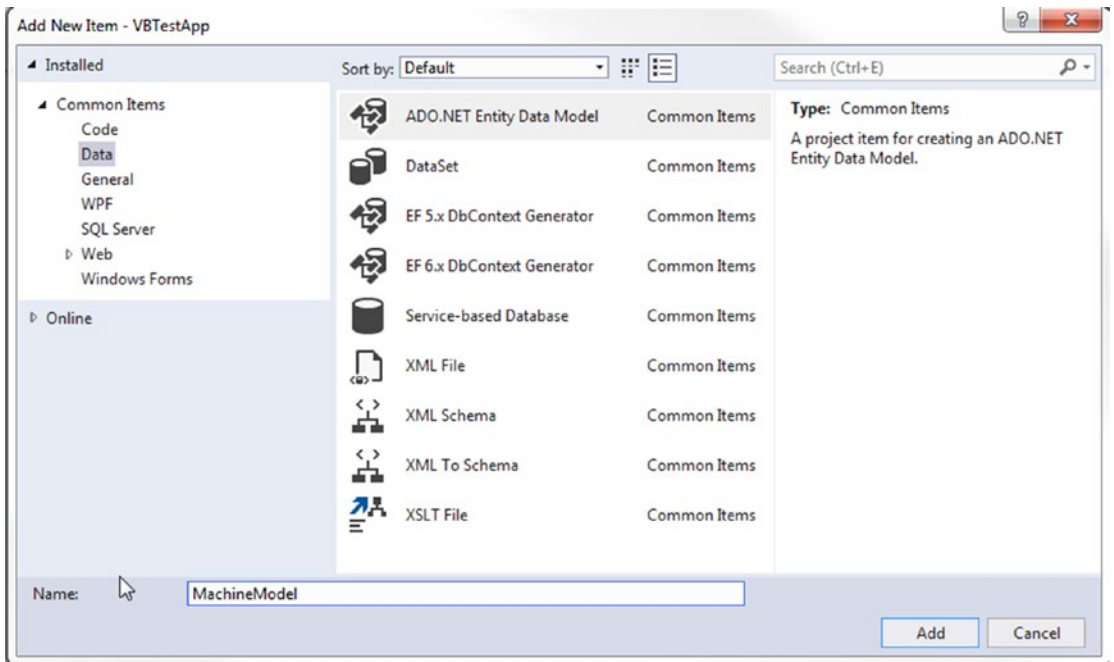 Add New Item - VBTestApp
Installed
Common Items
Code
Data
General
WPF
SQL Server
Web
Windows Forms
Online
Sort by: Default
ADO.NET Entity Data Model Common Items
DataSet Common Items
EF 5.x DbContext Generator Common Items
EF 6.x DbContext Generator Common Items
Service-based Database Common Items
XML File Common Items
XML Schema Common Items
XML To Schema Common Items
XSLT File Common Items
Search (Ctrl+E)
Type: Common Items
A project item for creating an ADO.NET
Entity Data Model.
Name: MachineModel
Add Cancel